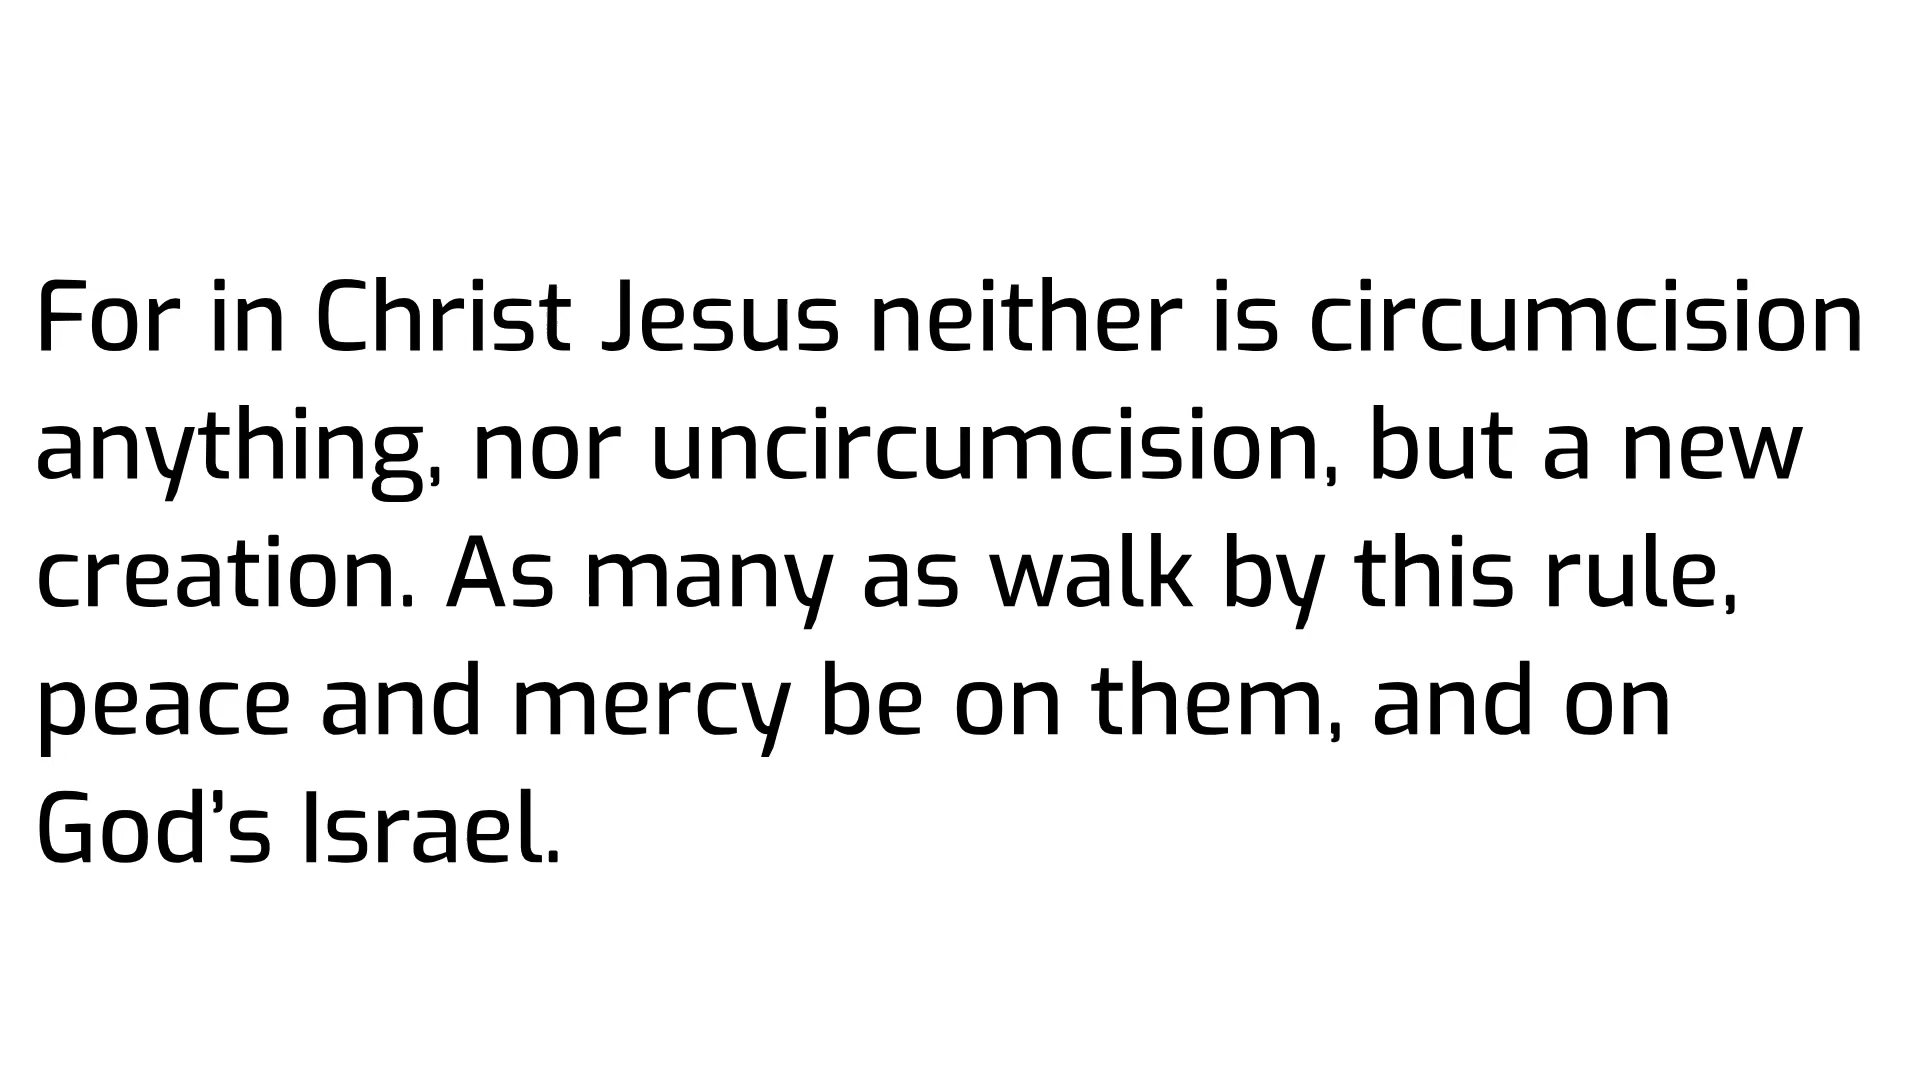 For in Christ Jesus neither is circumcision
anything, nor uncircumcision, but a new
creation. As many as walk by this rule,
peace and mercy be on them, and on
God’s Israel.